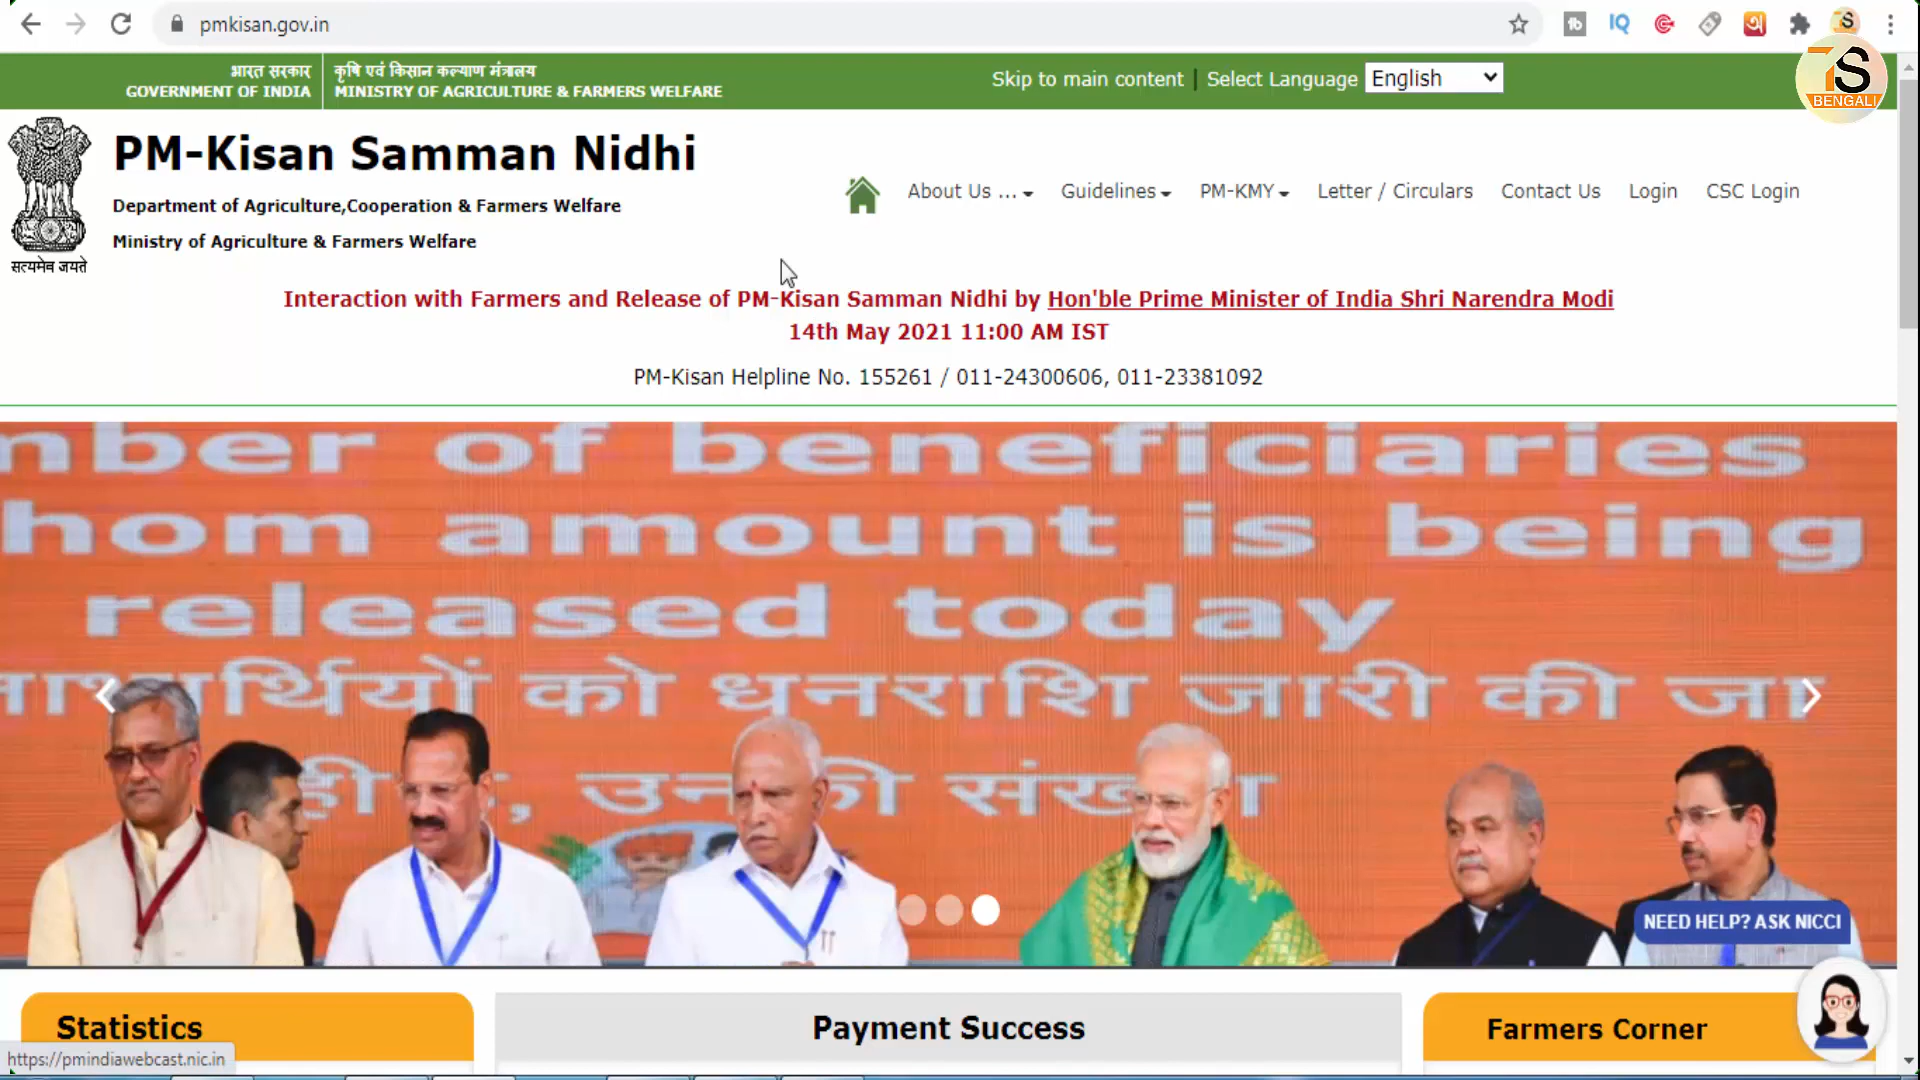 pmkisan.gov.in
भारत सरकार
GOVERNMENT OF INDIA
कृषि एवं किसान कल्याण मंत्रालय
MINISTRY OF AGRICULTURE & FARMERS WELFARE
Skip to main content
Select Language
English
TS
BENGALI
PM-Kisan Samman Nidhi
Department of Agriculture,Cooperation & Farmers Welfare
Ministry of Agriculture & Farmers Welfare
सत्यमेव जयते
About Us ...
Guidelines
PM-KMY
Letter / Circulars
Contact Us
Login
CSC Login
Interaction with Farmers and Release of PM-Kisan Samman Nidhi by Hon'ble Prime Minister of India Shri Narendra Modi
14th May 2021 11:00 AM IST
PM-Kisan Helpline No. 155261 / 011-24300606, 011-23381092
mber of beneficiaries
hom amount is being
released today
को धनराशि जारी की जा
NEED HELP? ASK NICCI
Statistics
Payment Success
Farmers Corner
https://pmindiawebcast.nic.in